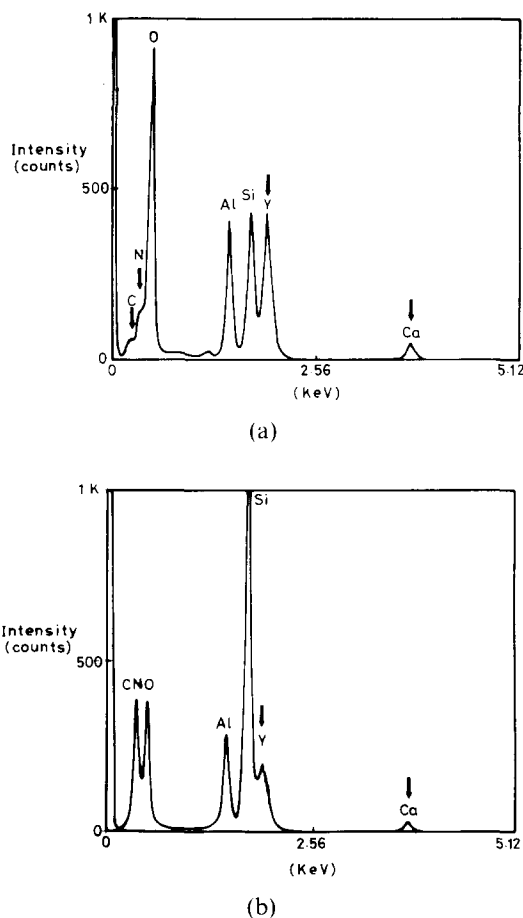 1 K
O
Intensity
(counts)
500
Al
Si
Y
N
C
Ca
0
0
2·56
5·12
(KeV)
(a)
1 K
Si
Intensity
(counts)
500
CNO
Al
Y
Ca
0
0
2·56
5·12
(KeV)
(b)